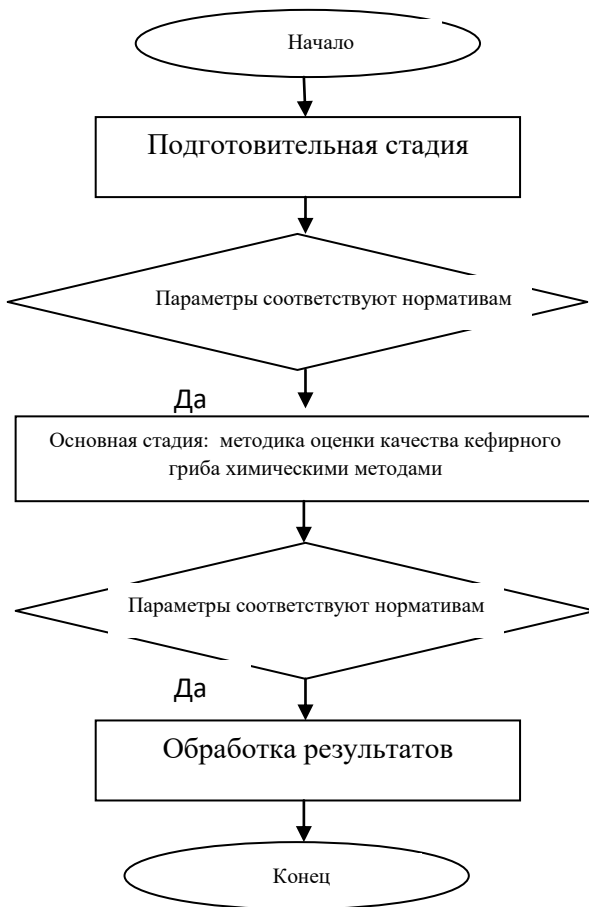 Начало
Подготовительная стадия
Параметры соответствуют нормативам
Да
Основная стадия: методика оценки качества кефирного
гриба химическими методами
Параметры соответствуют нормативам
Да
Обработка результатов
Конец